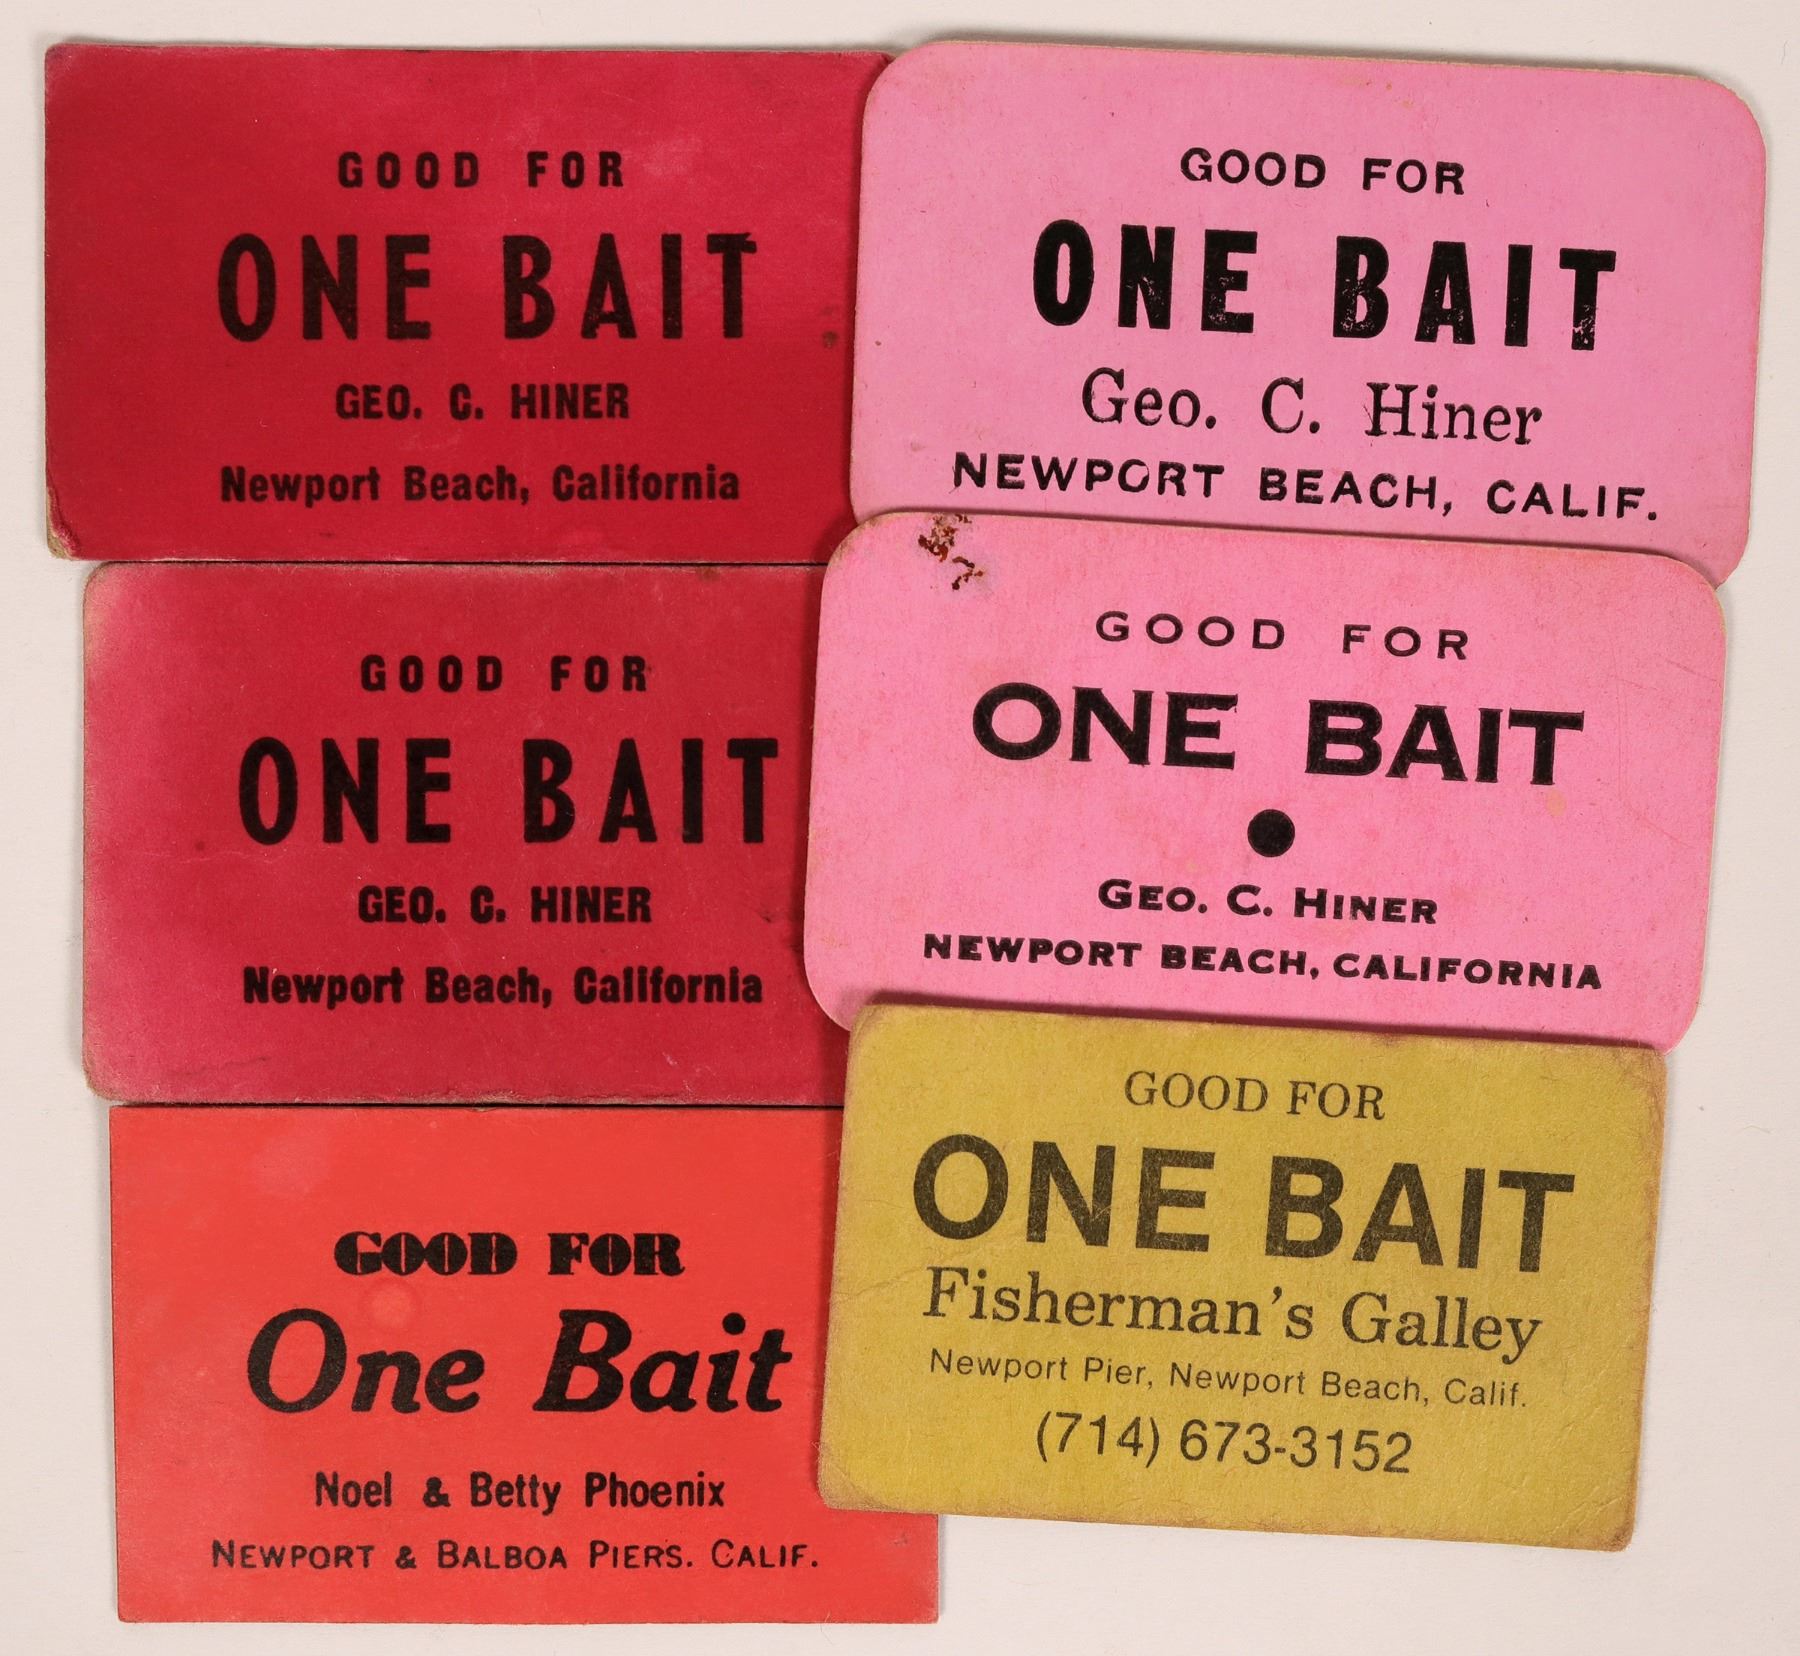 GOOD FOR
ONE BAIT
GEO. C. HINER
Newport Beach, California
GOOD FOR
ONE BAIT
Geo. C. Hiner
NEWPORT BEACH, CALIF.
GOOD FOR
ONE BAIT
GEO. C. HINER
Newport Beach, California
GOOD FOR
ONE BAIT
GEO. C. HINER
NEWPORT BEACH, CALIFORNIA
GOOD FOR
One Bait
Noel & Betty Phoenix
NEWPORT & BALBOA PIERS. CALIF.
GOOD FOR
ONE BAIT
Fisherman's Galley
Newport Pier, Newport Beach, Calif.
(714) 673-3152